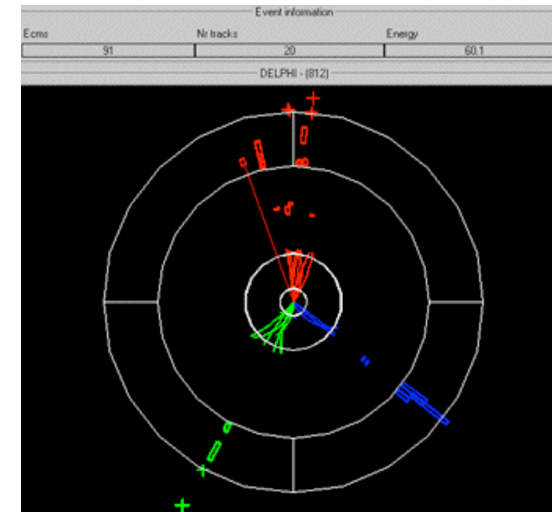 Event information
Ecms Nr tracks Energy
91 20 60.1
DELPHI - (812)